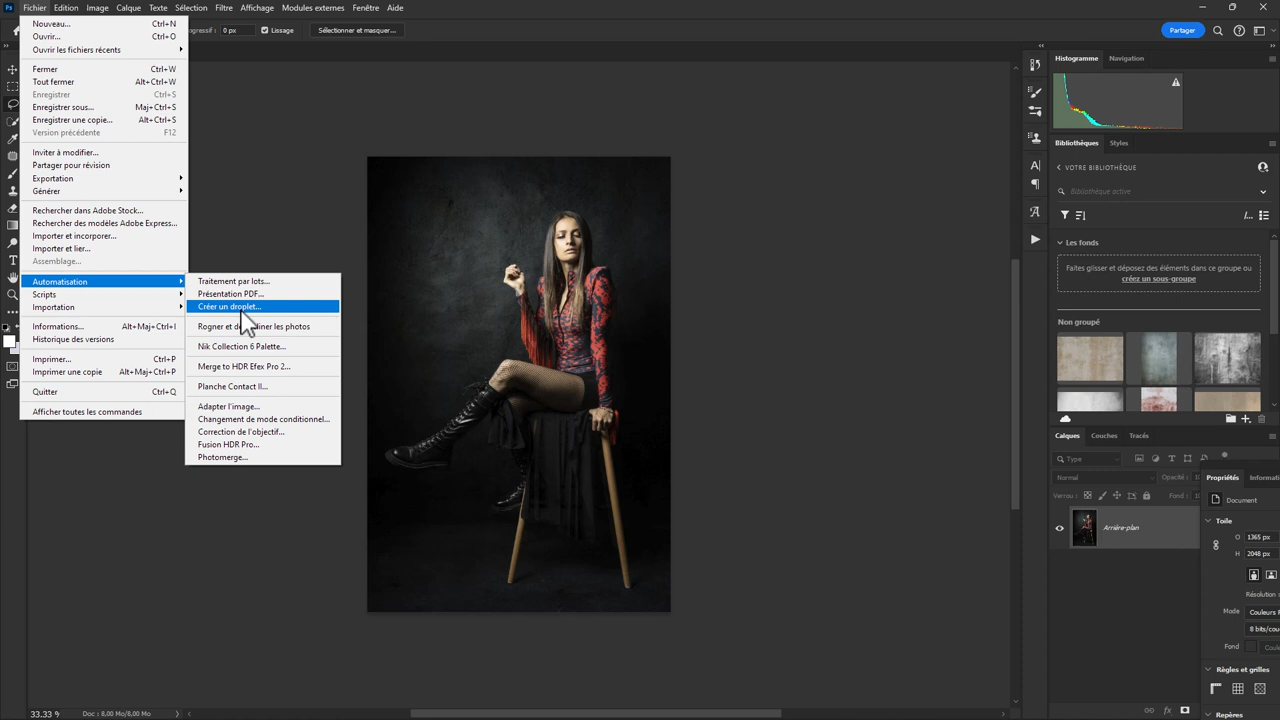 Ps Fichier Edition Image Calque Texte Sélection Filtre Affichage Modules externes Fenêtre Aide
ogressif : 0 px Lissage Sélectionner et masquer... Partager
Nouveau... Ctrl+N
Ouvrir... Ctrl+O
Ouvrir les fichiers récents
Fermer Ctrl+W
Tout fermer Alt+Ctrl+W
Enregistrer Ctrl+S
Enregistrer sous... Maj+Ctrl+S
Enregistrer une copie... Alt+Ctrl+S
Version précédente F12
Inviter à modifier...
Partager pour révision
Exportation
Générer
Rechercher dans Adobe Stock...
Rechercher des modèles Adobe Express...
Importer et incorporer...
Importer et lier...
Assemblage...
Automatisation
Scripts
Importation
Informations... Alt+Maj+Ctrl+I
Historique des versions
Imprimer... Ctrl+P
Imprimer une copie Alt+Maj+Ctrl+P
Quitter Ctrl+Q
Afficher toutes les commandes
Traitement par lots...
Présentation PDF...
Créer un droplet...
Rogner et les photos
Nik Collection 6 Palette...
Merge to HDR Efex Pro 2...
Planche Contact II...
Adapter l'image...
Changement de mode conditionnel...
Correction de l'objectif...
Fusion HDR Pro...
Photomerge...
Histogramme Navigation
Bibliothèques Styles
VOTRE BIBLIOTHÈQUE
Bibliothèque active
Les fonds
Faites glisser et déposez des éléments dans ce groupe ou
créez un sous-groupe
Non groupé
Calques Couches Tracés
Type
Normal Opacité :
Verrou : Fond :
Arrière-plan
Propriétés Informati
Document
Toile
O 1365 px
H 2048 px
Résolution
Mode Couleurs
8 bits/cou
Fond
Règles et grilles
Repères
33.33 % Doc : 8,00 Mo/8,00 Mo